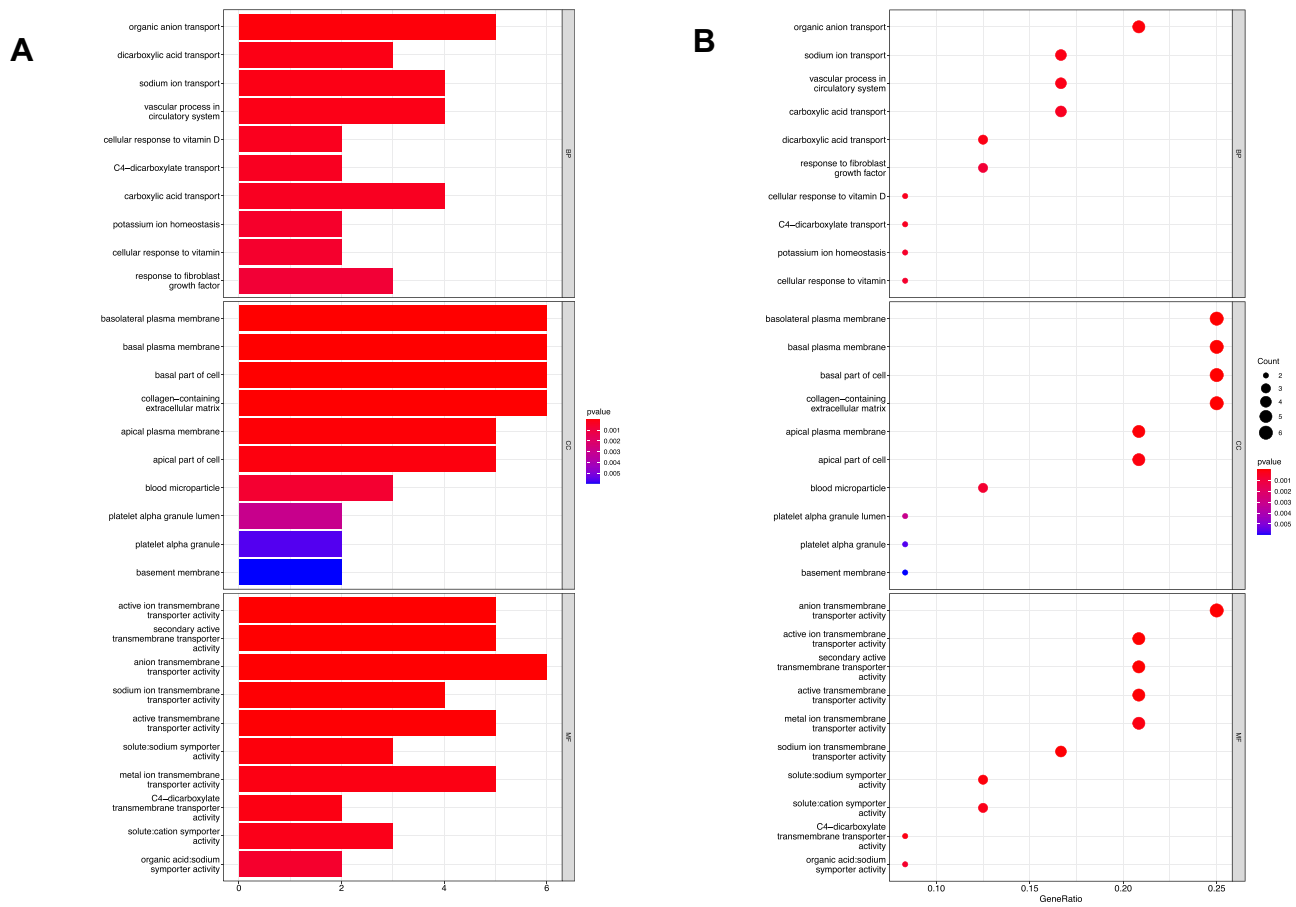 A
organic anion transport
dicarboxylic acid transport
sodium ion transport
vascular process in
circulatory system
cellular response to vitamin D
C4−dicarboxylate transport
carboxylic acid transport
potassium ion homeostasis
cellular response to vitamin
response to fibroblast
growth factor
BP
basolateral plasma membrane
basal plasma membrane
basal part of cell
collagen−containing
extracellular matrix
apical plasma membrane
apical part of cell
blood microparticle
platelet alpha granule lumen
platelet alpha granule
basement membrane
CC
active ion transmembrane
transporter activity
secondary active
transmembrane transporter
activity
anion transmembrane
transporter activity
sodium ion transmembrane
transporter activity
active transmembrane
transporter activity
solute:sodium symporter
activity
metal ion transmembrane
transporter activity
C4−dicarboxylate
transmembrane transporter
activity
solute:cation symporter
activity
organic acid:sodium
symporter activity
MF
0 2 4 6
pvalue
0.001
0.002
0.003
0.004
0.005
B
organic anion transport
sodium ion transport
vascular process in
circulatory system
carboxylic acid transport
dicarboxylic acid transport
response to fibroblast
growth factor
cellular response to vitamin D
C4−dicarboxylate transport
potassium ion homeostasis
cellular response to vitamin
BP
basolateral plasma membrane
basal plasma membrane
basal part of cell
collagen−containing
extracellular matrix
apical plasma membrane
apical part of cell
blood microparticle
platelet alpha granule lumen
platelet alpha granule
basement membrane
CC
anion transmembrane
transporter activity
active ion transmembrane
transporter activity
secondary active
transmembrane transporter
activity
active transmembrane
transporter activity
metal ion transmembrane
transporter activity
sodium ion transmembrane
transporter activity
solute:sodium symporter
activity
solute:cation symporter
activity
C4−dicarboxylate
transmembrane transporter
activity
organic acid:sodium
symporter activity
MF
0.10 0.15 0.20 0.25
GeneRatio
Count
2
3
4
5
6
pvalue
0.001
0.002
0.003
0.004
0.005